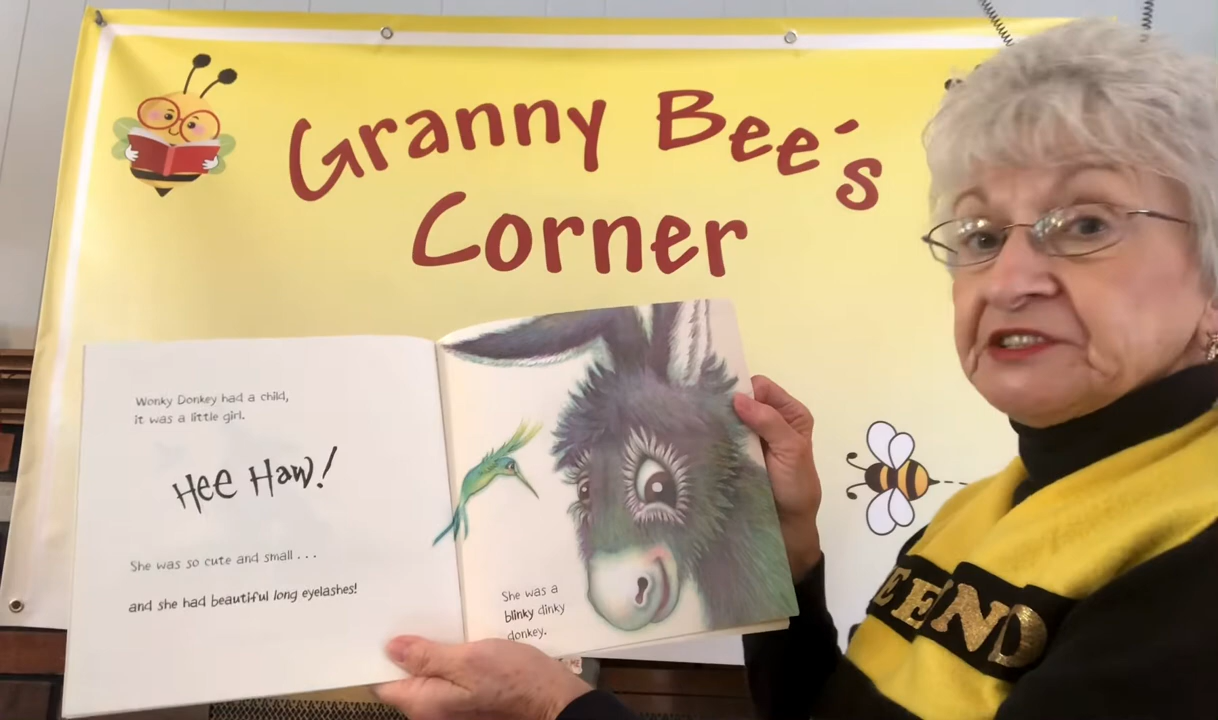 Granny Bee's
Corner
Wonky Donkey had a child,
it was a little girl.
Hee Haw!
She was so cute and small . . .
and she had beautiful long eyelashes!
She was a
blinky dinky
donkey.